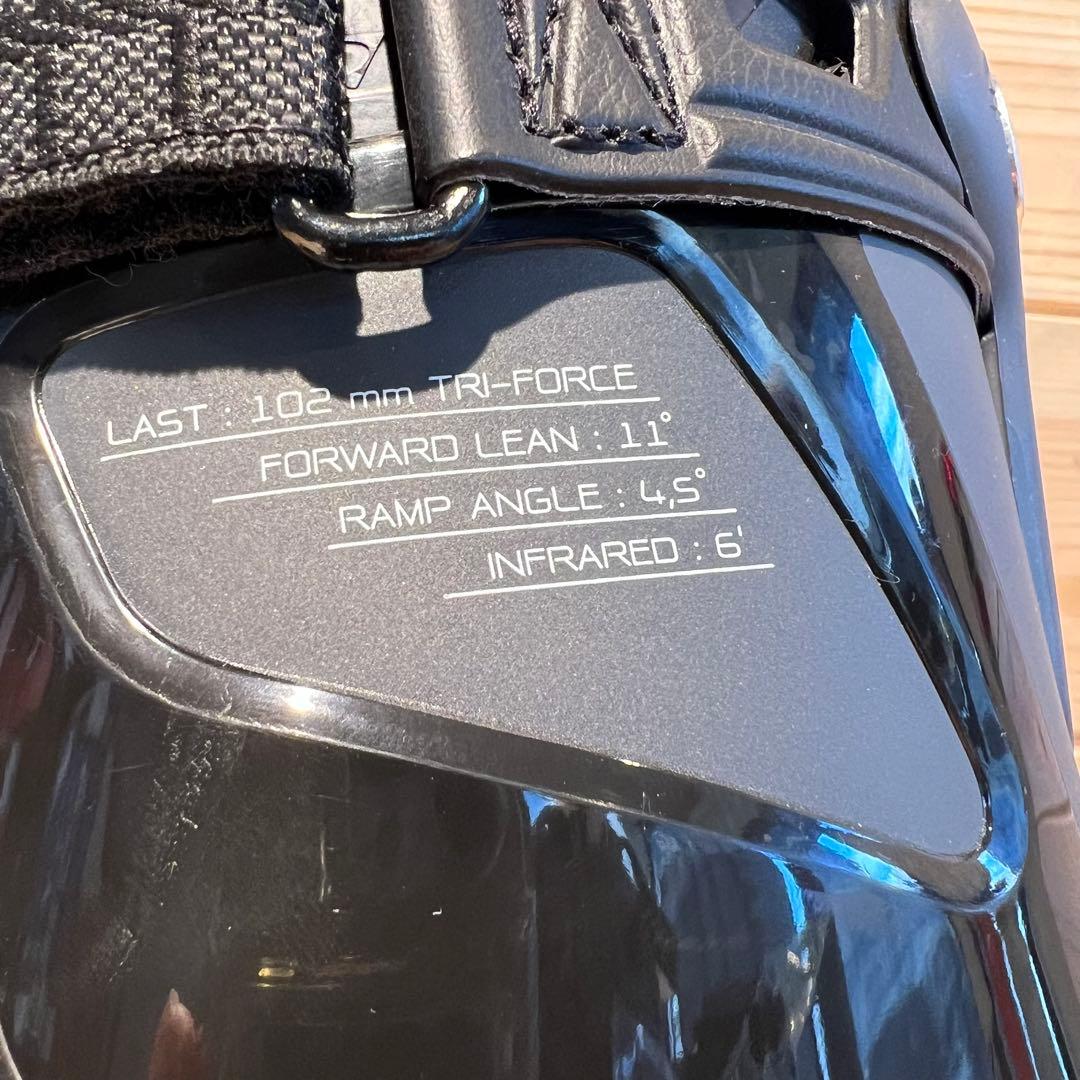 LAST : 102 mm TRI-FORCE
FORWARD LEAN : 11°
RAMP ANGLE : 4,5°
INFRARED : 6'